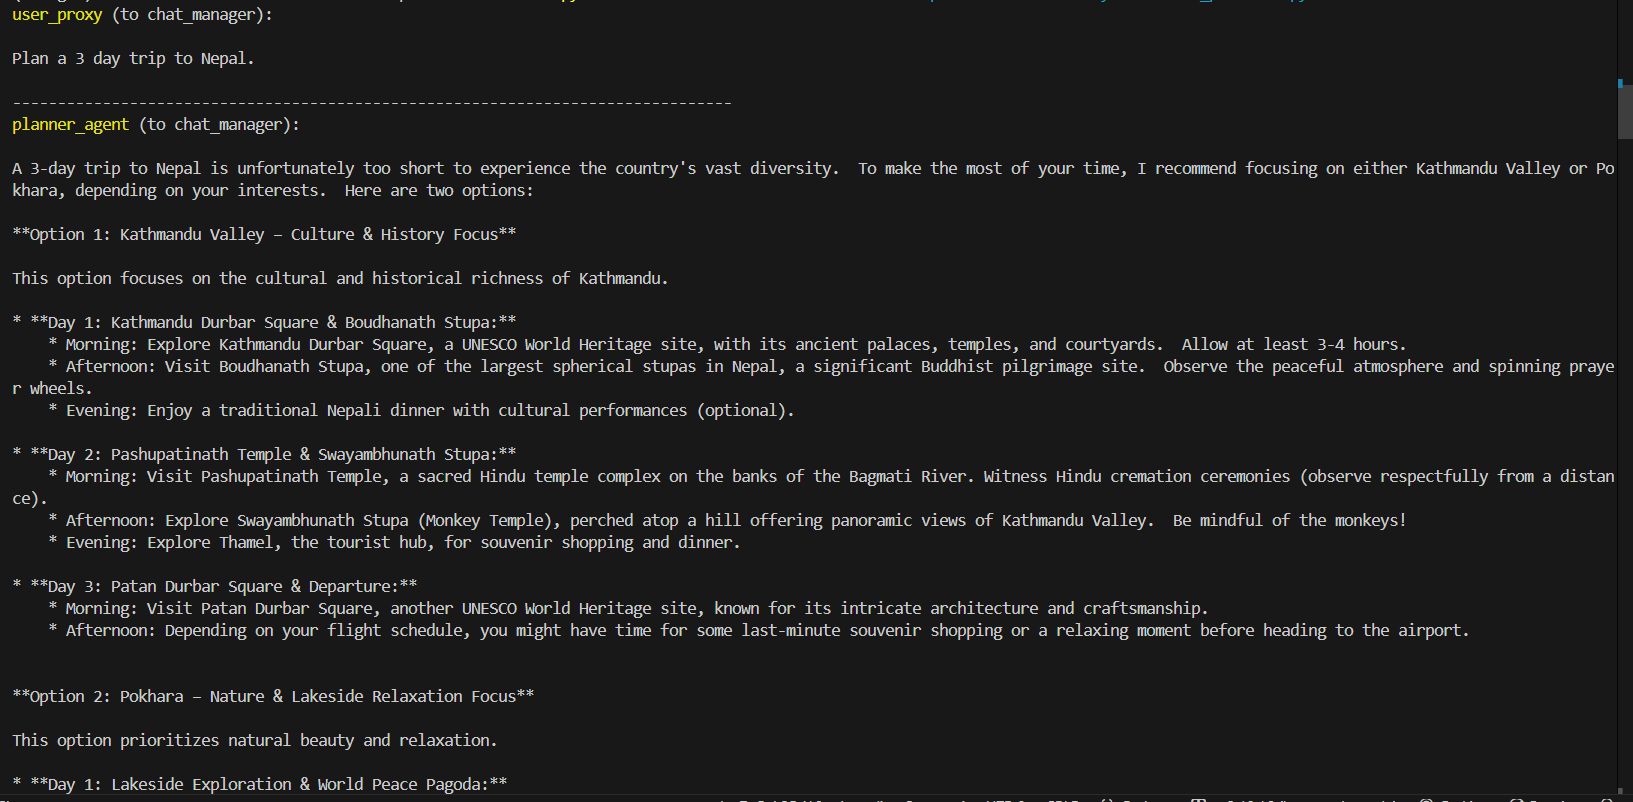 user_proxy (to chat_manager):
Plan a 3 day trip to Nepal.
--------------------------------------------------------------------------------
planner_agent (to chat_manager):
A 3-day trip to Nepal is unfortunately too short to experience the country's vast diversity.  To make the most of your time, I recommend focusing on either Kathmandu Valley or Po
khara, depending on your interests.  Here are two options:
**Option 1: Kathmandu Valley – Culture & History Focus**
This option focuses on the cultural and historical richness of Kathmandu.
* **Day 1: Kathmandu Durbar Square & Boudhanath Stupa:**
    * Morning: Explore Kathmandu Durbar Square, a UNESCO World Heritage site, with its ancient palaces, temples, and courtyards.  Allow at least 3-4 hours.
    * Afternoon: Visit Boudhanath Stupa, one of the largest spherical stupas in Nepal, a significant Buddhist pilgrimage site.  Observe the peaceful atmosphere and spinning praye
r wheels.
    * Evening: Enjoy a traditional Nepali dinner with cultural performances (optional).
* **Day 2: Pashupatinath Temple & Swayambhunath Stupa:**
    * Morning: Visit Pashupatinath Temple, a sacred Hindu temple complex on the banks of the Bagmati River. Witness Hindu cremation ceremonies (observe respectfully from a distan
ce).
    * Afternoon: Explore Swayambhunath Stupa (Monkey Temple), perched atop a hill offering panoramic views of Kathmandu Valley.  Be mindful of the monkeys!
    * Evening: Explore Thamel, the tourist hub, for souvenir shopping and dinner.
* **Day 3: Patan Durbar Square & Departure:**
    * Morning: Visit Patan Durbar Square, another UNESCO World Heritage site, known for its intricate architecture and craftsmanship.
    * Afternoon: Depending on your flight schedule, you might have time for some last-minute souvenir shopping or a relaxing moment before heading to the airport.
**Option 2: Pokhara – Nature & Lakeside Relaxation Focus**
This option prioritizes natural beauty and relaxation.
* **Day 1: Lakeside Exploration & World Peace Pagoda:**